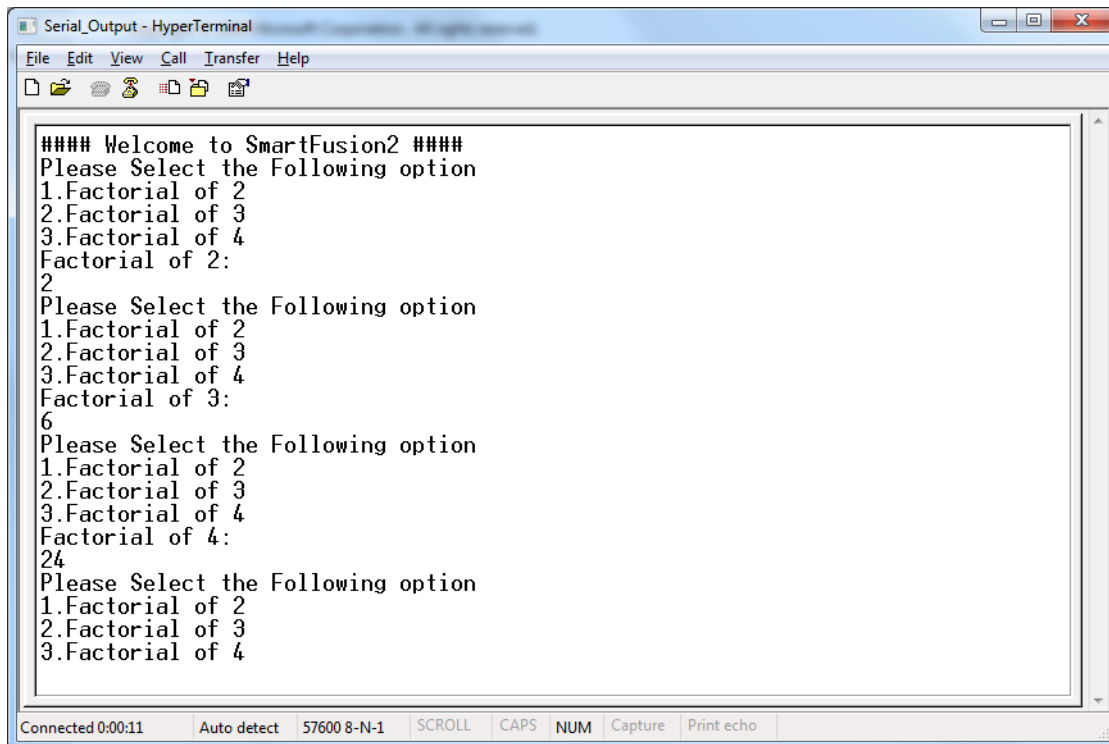 Serial_Output - HyperTerminal
File Edit View Call Transfer Help
#### Welcome to SmartFusion2 ####
Please Select the Following option
1.Factorial of 2
2.Factorial of 3
3.Factorial of 4
Factorial of 2:
2
Please Select the Following option
1.Factorial of 2
2.Factorial of 3
3.Factorial of 4
Factorial of 3:
6
Please Select the Following option
1.Factorial of 2
2.Factorial of 3
3.Factorial of 4
Factorial of 4:
24
Please Select the Following option
1.Factorial of 2
2.Factorial of 3
3.Factorial of 4
Connected 0:00:11 Auto detect 57600 8-N-1 SCROLL CAPS NUM Capture Print echo